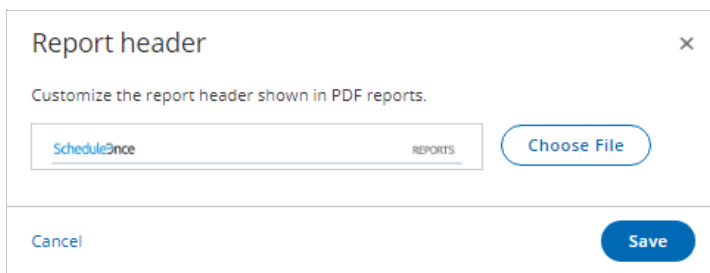 Report header
Customize the report header shown in PDF reports.
ScheduleOnce REPORTS Choose File
Cancel Save